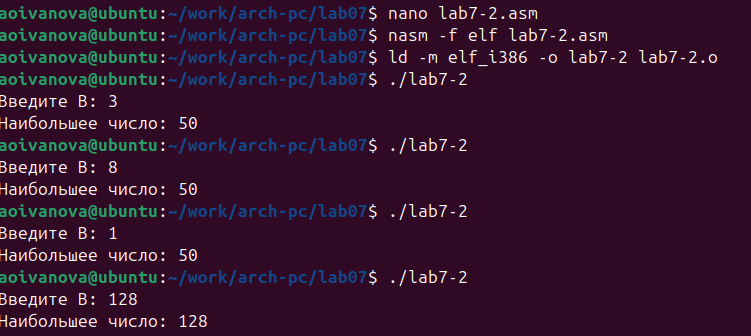 aoivanova@ubuntu:~/work/arch-pc/lab07$ nano lab7-2.asm
aoivanova@ubuntu:~/work/arch-pc/lab07$ nasm -f elf lab7-2.asm
aoivanova@ubuntu:~/work/arch-pc/lab07$ ld -m elf_i386 -o lab7-2 lab7-2.o
aoivanova@ubuntu:~/work/arch-pc/lab07$ ./lab7-2
Введите B: 3
Наибольшее число: 50
aoivanova@ubuntu:~/work/arch-pc/lab07$ ./lab7-2
Введите B: 8
Наибольшее число: 50
aoivanova@ubuntu:~/work/arch-pc/lab07$ ./lab7-2
Введите B: 1
Наибольшее число: 50
aoivanova@ubuntu:~/work/arch-pc/lab07$ ./lab7-2
Введите B: 128
Наибольшее число: 128